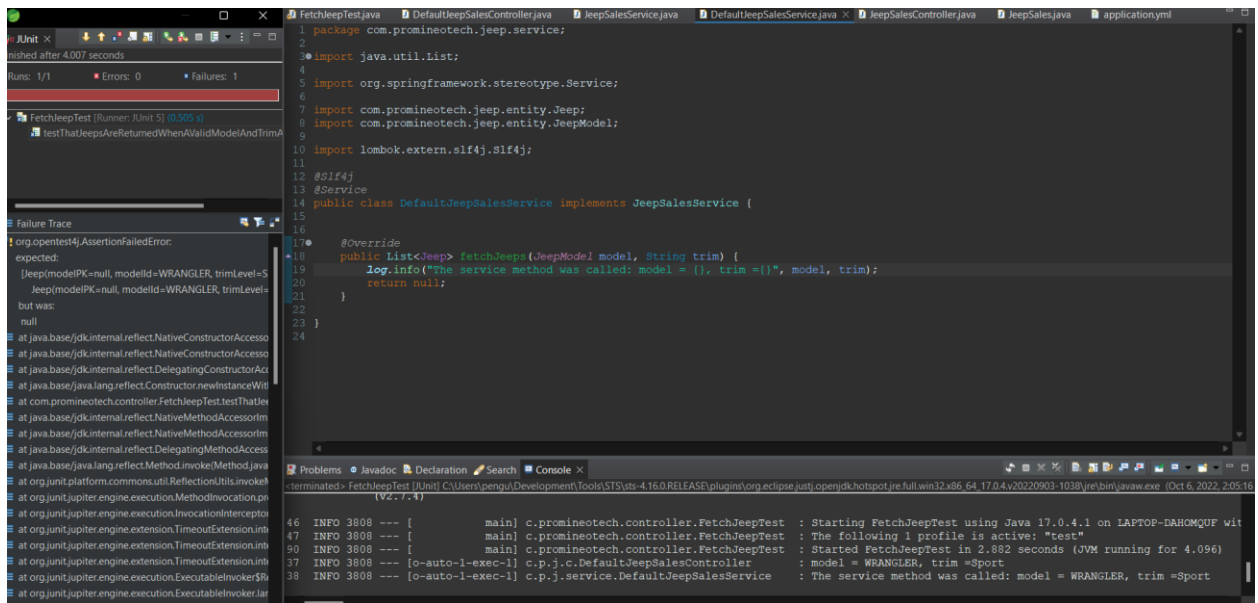 JUnit
nished after 4.007 seconds
Runs: 1/1 Errors: 0 Failures: 1
FetchJeepTest [Runner: JUnit 5] (0.505 s)
testThatJeepsAreReturnedWhenAValidModelAndTrimA
Failure Trace
org.opentest4j.AssertionFailedError:
expected:
[Jeep(modelPK=null, modelId=WRANGLER, trimLevel=S
Jeep(modelPK=null, modelId=WRANGLER, trimLevel=
but was:
null
at java.base/jdk.internal.reflect.NativeConstructorAccesso
at java.base/jdk.internal.reflect.NativeConstructorAccesso
at java.base/jdk.internal.reflect.DelegatingConstructorAcc
at java.base/java.lang.reflect.Constructor.newInstanceWit
at com.promineotech.controller.FetchJeepTest.testThatJee
at java.base/jdk.internal.reflect.NativeMethodAccessorIm
at java.base/jdk.internal.reflect.NativeMethodAccessorIm
at java.base/jdk.internal.reflect.DelegatingMethodAccess
at java.base/java.lang.reflect.Method.invoke(Method.java
at org.junit.platform.commons.util.ReflectionUtils.invokeM
at org.junit.jupiter.engine.execution.MethodInvocation.pro
at org.junit.jupiter.engine.execution.InvocationInterceptor
at org.junit.jupiter.engine.extension.TimeoutExtension.inte
at org.junit.jupiter.engine.extension.TimeoutExtension.inte
at org.junit.jupiter.engine.extension.TimeoutExtension.inte
at org.junit.jupiter.engine.execution.ExecutableInvoker$Re
at org.junit.jupiter.engine.execution.ExecutableInvoker.lar
FetchJeepTest.java DefaultJeepSalesController.java JeepSalesService.java DefaultJeepSalesService.java JeepSalesController.java JeepSales.java application.yml
1 package com.promineotech.jeep.service;
2
3 import java.util.List;
4
5 import org.springframework.stereotype.Service;
6
7 import com.promineotech.jeep.entity.Jeep;
8 import com.promineotech.jeep.entity.JeepModel;
9
10 import lombok.extern.slf4j.Slf4j;
11
12 @Slf4j
13 @Service
14 public class DefaultJeepSalesService implements JeepSalesService {
15
16
17 @Override
18 public List<Jeep> fetchJeeps(JeepModel model, String trim) {
19 log.info("The service method was called: model = {}, trim ={}", model, trim);
20 return null;
21 }
22
23 }
24
Problems Javadoc Declaration Search Console
<terminated> FetchJeepTest [JUnit] C:\Users\pengu\Development\Tools\STS\sts-4.16.0.RELEASE\plugins\org.eclipse.justj.openjdk.hotspot.jre.full.win32.x86_64_17.0.4.v20220903-1038\jre\bin\javaw.exe (Oct 6, 2022, 2:05:16
(v2.7.4)
46 INFO 3808 --- [ main] c.promineotech.controller.FetchJeepTest : Starting FetchJeepTest using Java 17.0.4.1 on LAPTOP-DAHOMQUF wit
47 INFO 3808 --- [ main] c.promineotech.controller.FetchJeepTest : The following 1 profile is active: "test"
90 INFO 3808 --- [ main] c.promineotech.controller.FetchJeepTest : Started FetchJeepTest in 2.882 seconds (JVM running for 4.096)
37 INFO 3808 --- [o-auto-1-exec-1] c.p.j.c.DefaultJeepSalesController : model = WRANGLER, trim =Sport
38 INFO 3808 --- [o-auto-1-exec-1] c.p.j.service.DefaultJeepSalesService : The service method was called: model = WRANGLER, trim =Sport